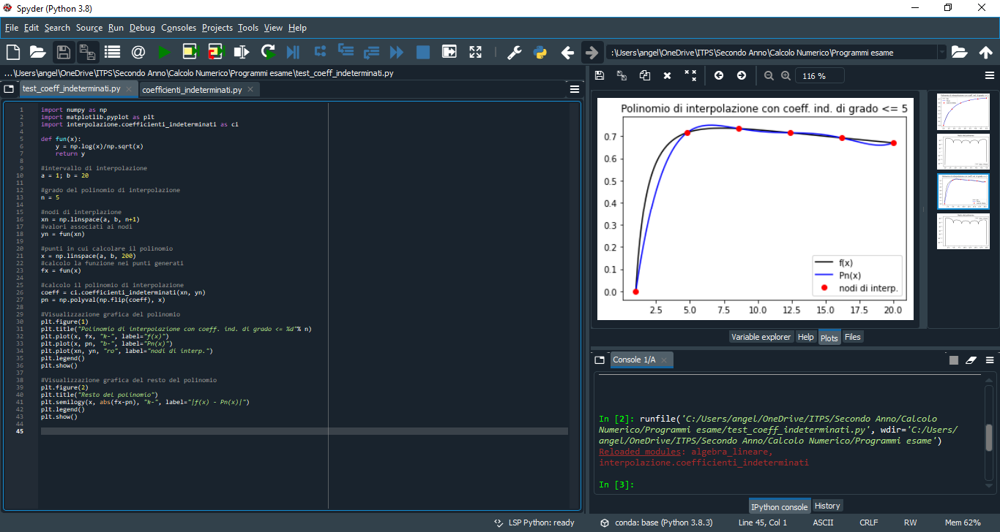 Spyder (Python 3.8)
File Edit Search Source Run Debug Consoles Projects Tools View Help
:\Users\angel\OneDrive\ITPS\Secondo Anno\Calcolo Numerico\Programmi esame
...\Users\angel\OneDrive\ITPS\Secondo Anno\Calcolo Numerico\Programmi esame\test_coeff_indeterminati.py
test_coeff_indeterminati.py
coefficienti_indeterminati.py
1 import numpy as np
2 import matplotlib.pyplot as plt
3 import interpolazione.coefficienti_indeterminati as ci
4
5 def fun(x):
6 y = np.log(x)/np.sqrt(x)
7 return y
8
9 #intervallo di interpolazione
10 a = 1; b = 20
11
12 #grado del polinomio di interpolazione
13 n = 5
14
15 #nodi di interplazione
16 xn = np.linspace(a, b, n+1)
17 #valori associati ai nodi
18 yn = fun(xn)
19
20 #punti in cui calcolare il polinomio
21 x = np.linspace(a, b, 200)
22 #calcolo la funzione nei punti generati
23 fx = fun(x)
24
25 #calcolo il polinomio di interpolazione
26 coeff = ci.coefficienti_indeterminati(xn, yn)
27 pn = np.polyval(np.flip(coeff), x)
28
29 #Visualizzazione grafica del polinomio
30 plt.figure(1)
31 plt.title("Polinomio di interpolazione con coeff. ind. di grado <= %d"% n)
32 plt.plot(x, fx, "k-", label="f(x)")
33 plt.plot(x, pn, "b-", label="Pn(x)")
34 plt.plot(xn, yn, "ro", label="nodi di interp.")
35 plt.legend()
36 plt.show()
37
38 #Visualizzazione grafica del resto del polinomio
39 plt.figure(2)
40 plt.title("Resto del polinomio")
41 plt.semilogy(x, abs(fx-pn), "k-", label="|f(x) - Pn(x)|")
42 plt.legend()
43 plt.show()
44
45
116 %
Polinomio di interpolazione con coeff. ind. di grado <= 5
0.7
0.6
0.5
0.4
0.3
0.2
0.1
0.0
2.5 5.0 7.5 10.0 12.5 15.0 17.5 20.0
f(x)
Pn(x)
nodi di interp.
Variable explorer Help Plots Files
Console 1/A
In [2]: runfile('C:/Users/angel/OneDrive/ITPS/Secondo Anno/Calcolo
Numerico/Programmi esame/test_coeff_indeterminati.py', wdir='C:/Users/
angel/OneDrive/ITPS/Secondo Anno/Calcolo Numerico/Programmi esame')
Reloaded modules: algebra_lineare,
interpolazione.coefficienti_indeterminati
In [3]:
IPython console History
LSP Python: ready conda: base (Python 3.8.3) Line 45, Col 1 ASCII CRLF RW Mem 62%